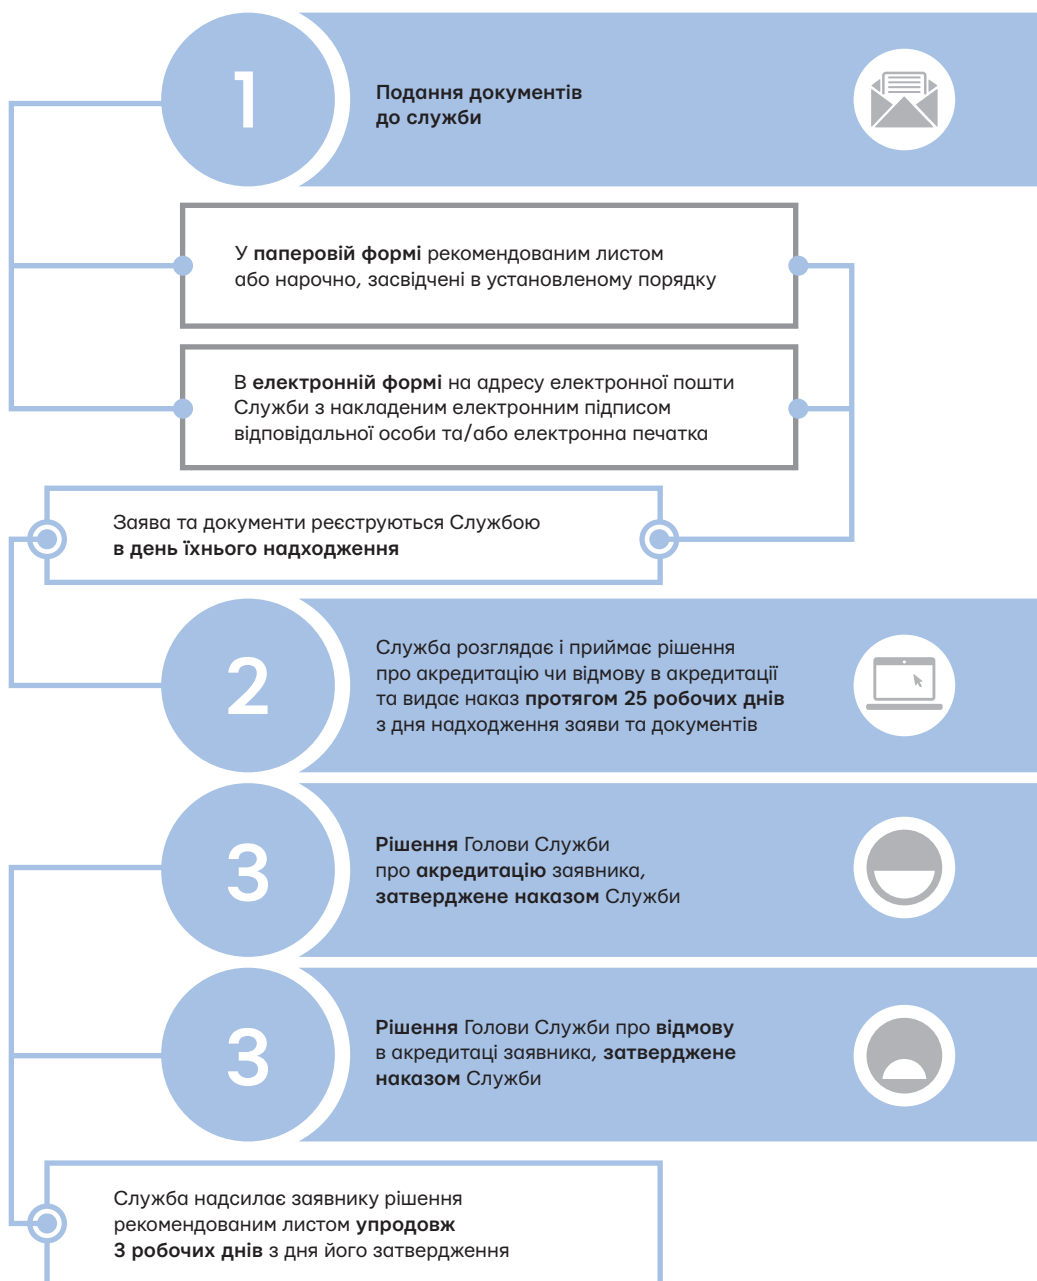 1
Подання документів
до служби
У паперовій формі рекомендованим листом
або нарочно, засвідчені в установленому порядку
В електронній формі на адресу електронної пошти
Служби з накладеним електронним підписом
відповідальної особи та/або електронна печатка
Заява та документи реєструються Службою
в день їхнього надходження
2
Служба розглядає і приймає рішення
про акредитацію чи відмову в акредитації
та видає наказ протягом 25 робочих днів
з дня надходження заяви та документів
3
Рішення Голови Служби
про акредитацію заявника,
затверджене наказом Служби
3
Рішення Голови Служби про відмову
в акредитаці заявника, затверджене
наказом Служби
Служба надсилає заявнику рішення
рекомендованим листом упродовж
3 робочих днів з дня його затвердження